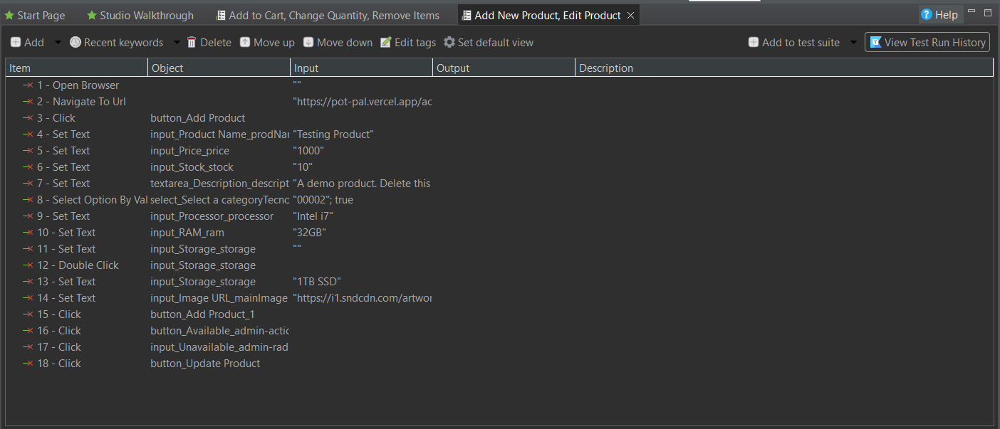 Start Page Studio Walkthrough Add to Cart, Change Quantity, Remove Items Add New Product, Edit Product Help
Add Recent keywords Delete Move up Move down Edit tags Set default view Add to test suite View Test Run History
Item Object Input Output Description
1 - Open Browser ""
2 - Navigate To Url "https://pot-pal.vercel.app/ac
3 - Click button_Add Product
4 - Set Text input_Product Name_prodNar "Testing Product"
5 - Set Text input_Price_price "1000"
6 - Set Text input_Stock_stock "10"
7 - Set Text textarea_Description_descript "A demo product. Delete this
8 - Select Option By Val select_Select a categoryTecno "00002"; true
9 - Set Text input_Processor_processor "Intel i7"
10 - Set Text input_RAM_ram "32GB"
11 - Set Text input_Storage_storage ""
12 - Double Click input_Storage_storage
13 - Set Text input_Storage_storage "1TB SSD"
14 - Set Text input_Image URL_mainImage "https://i1.sndcdn.com/artwor
15 - Click button_Add Product_1
16 - Click button_Available_admin-actic
17 - Click input_Unavailable_admin-rad
18 - Click button_Update Product